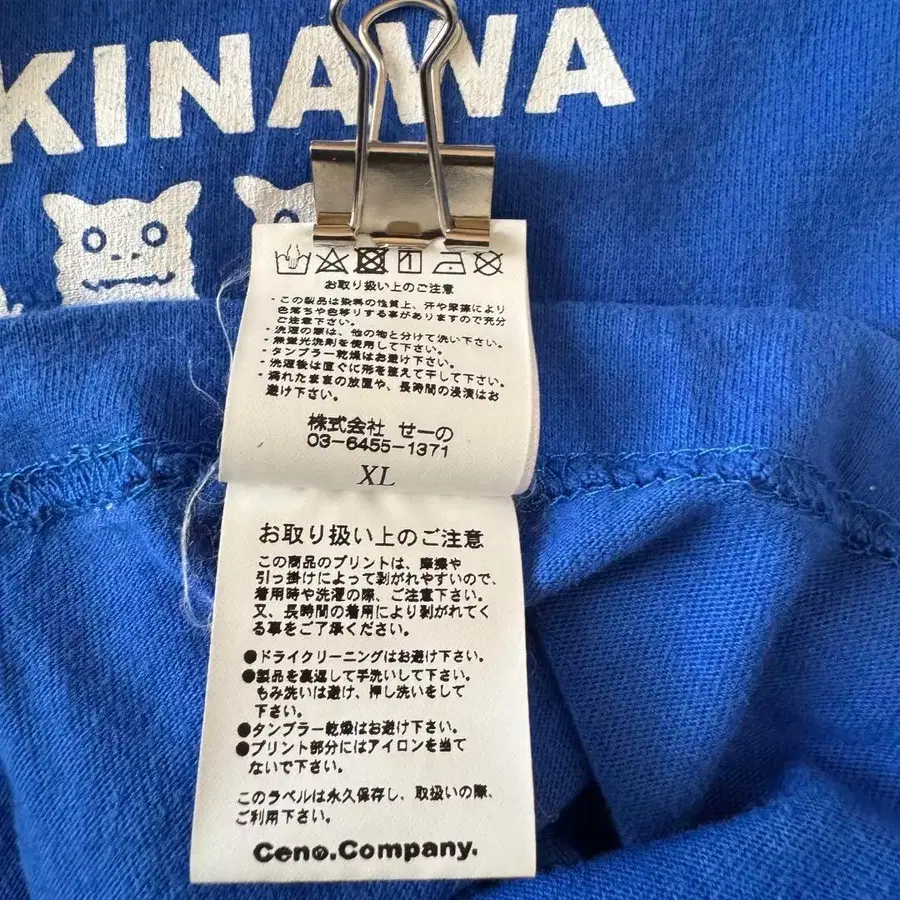 KINAWA
お取り扱い上のご注意
・この製品は染料の性質上、汗や摩擦により
色落ちや色移りする事がありますので充分
ご注意下さい。
・洗濯の際は、他の物と分けて洗い下さい。
・無蛍光洗剤を使用して下さい。
・タンブラー乾燥はお避け下さい。
・洗濯後は直ぐに形を整えて干して下さい。
・濡れたままの放置や、長時間の浸漬はお
避け下さい。
株式会社 せーの
03-6455-1371
XL
お取り扱い上のご注意
この商品のプリントは、摩擦や
引っ掛けによって剥がれやすいので、
着用時や洗濯の際、ご注意下さい。
又、長時間の着用により剥がれてく
る事をご了承ください。
●ドライクリーニングはお避け下さい。
●製品を裏返して手洗いして下さい。
もみ洗いは避け、押し洗いをして
下さい。
●タンブラー乾燥はお避け下さい。
●プリント部分にはアイロンを当て
ないで下さい。
このラベルは永久保存し、取扱いの際、
ご利用下さい。
Ceno.Company.